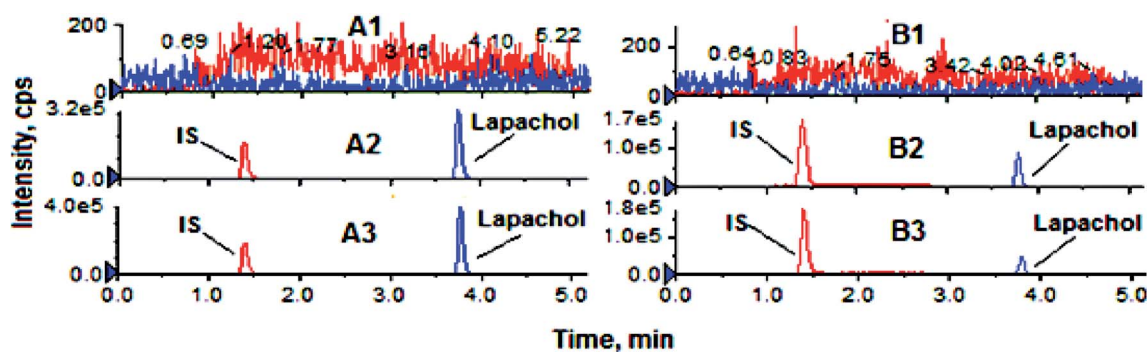 Intensity, cps
A1
200
0
0.69
1.20
1.77
3.16
4.10
5.22
3.2e5
0.0
IS
A2
Lapachol
4.0e5
0.0
IS
A3
Lapachol
0.0 1.0 2.0 3.0 4.0 5.0
B1
200
0
0.64
0.83
1.75
3.42
4.02
4.61
1.7e5
1.0e5
0.0
IS
B2
Lapachol
1.8e5
1.0e5
0.0
IS
B3
Lapachol
0.0 1.0 2.0 3.0 4.0 5.0
Time, min